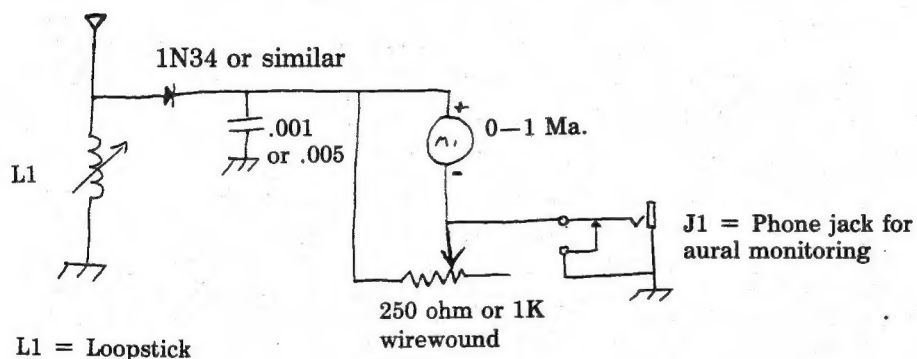 1N34 or similar
.001
or .005
+
M1
-
0–1 Ma.
L1
J1 = Phone jack for
aural monitoring
250 ohm or 1K
wirewound
L1 = Loopstick